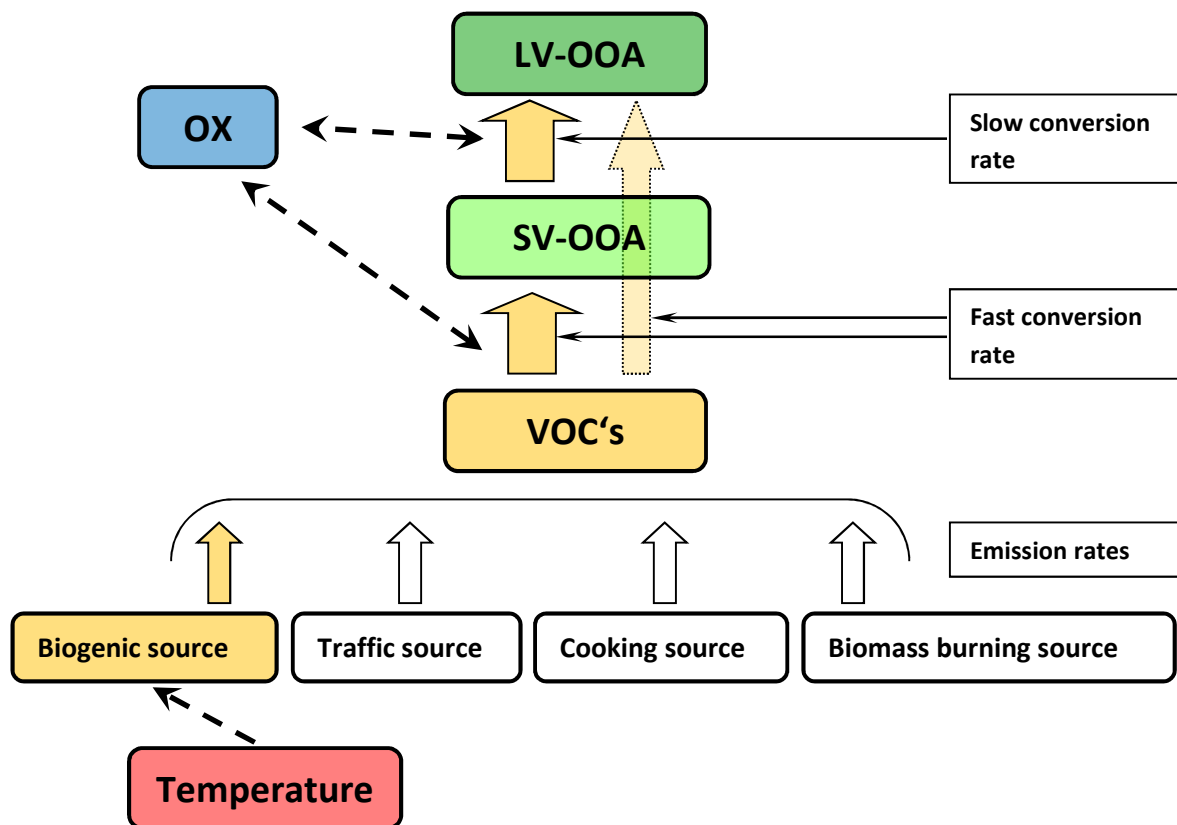 LV-OOA
OX
Slow conversion
rate
SV-OOA
Fast conversion
rate
VOC‘s
Emission rates
Biogenic source
Traffic source
Cooking source
Biomass burning source
Temperature